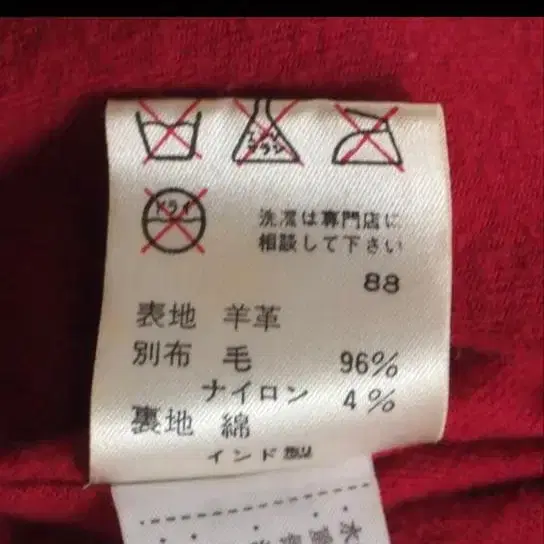 ドライ
洗濯は専門店に
相談して下さい
88
表地 羊革
別布 毛 96%
ナイロン 4%
裏地 綿
インド製